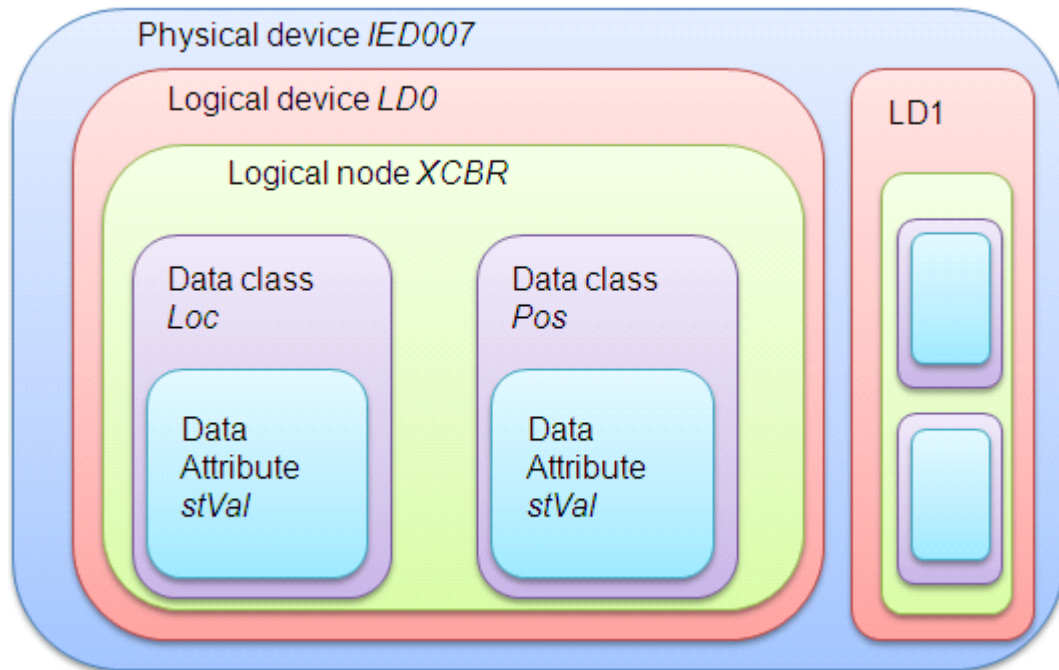 Physical device IED007
Logical device LD0
LD1
Logical node XCBR
Data class
Loc
Data class
Pos
Data
Attribute
stVal
Data
Attribute
stVal